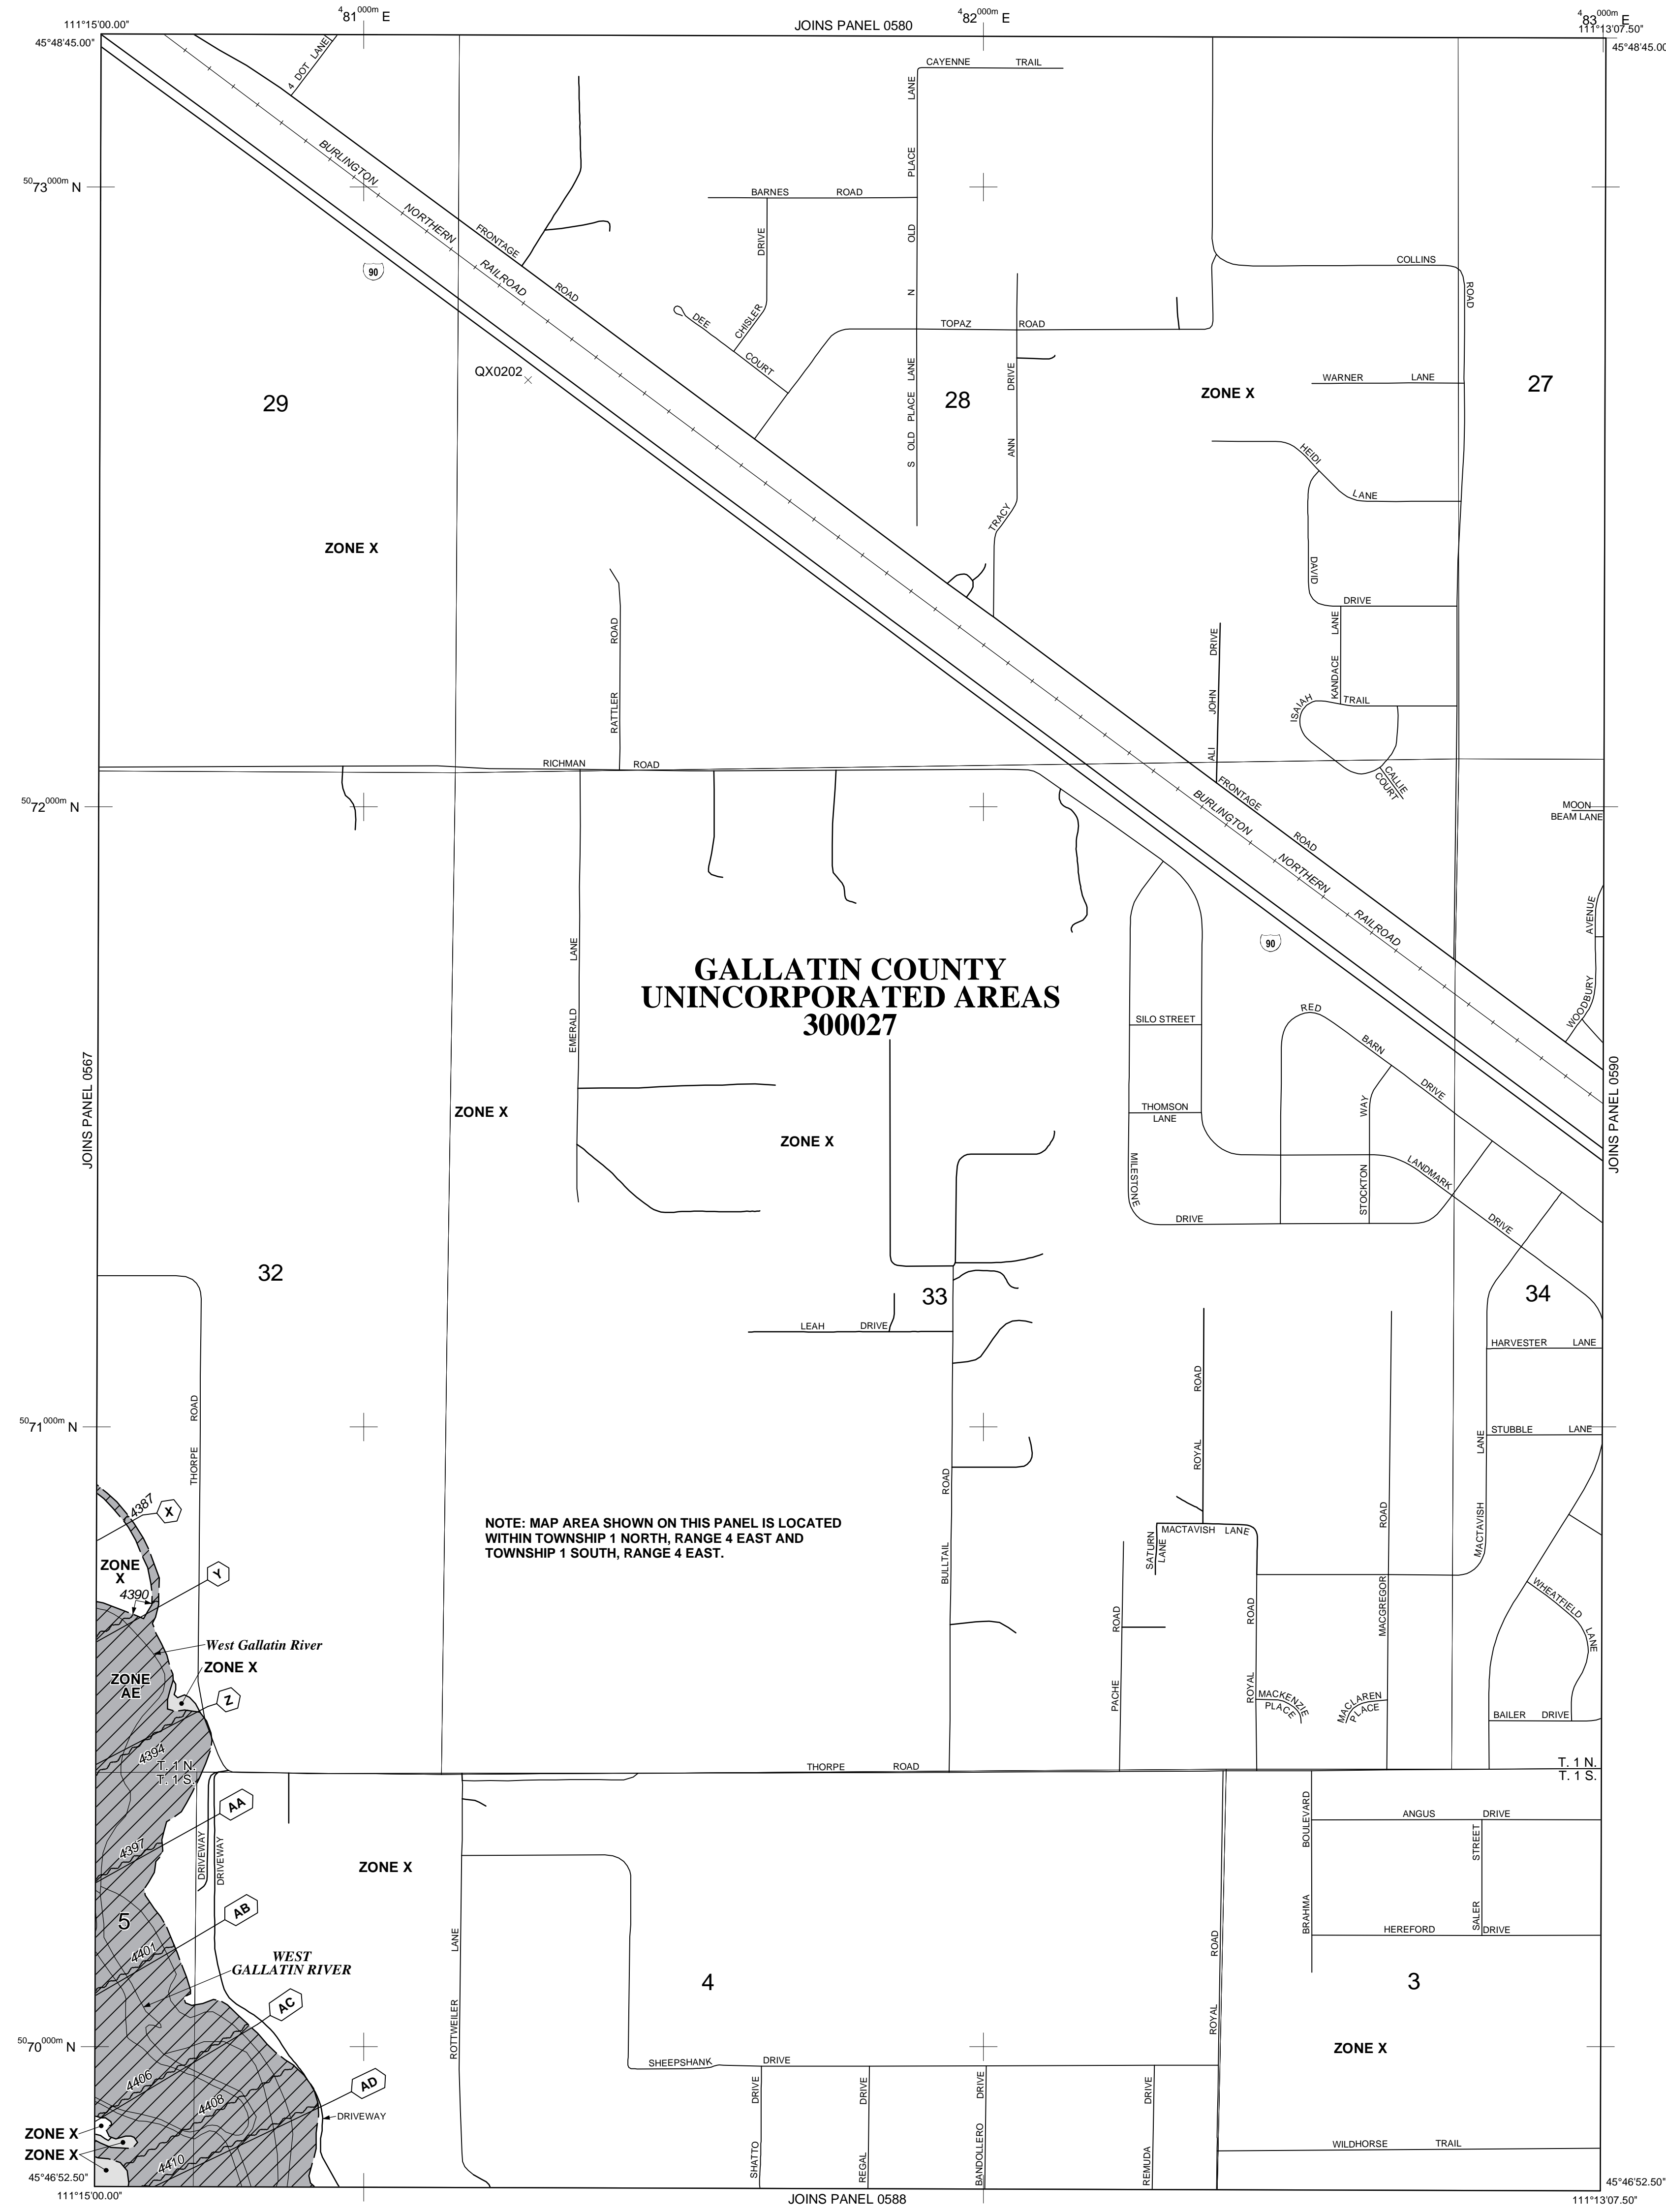 111°15'00.00"
45°48'45.00"
481000m E
JOINS PANEL 0580
482000m E
483000m E
111°13'07.50"
45°48'45.00
4 DOT LANE
CAYENNE TRAIL
BURLINGTON NORTHERN RAILROAD
FRONTAGE ROAD
90
5073000m N
BARNES ROAD
N OLD PLACE LANE
CHISLER DRIVE
DEE COURT
TOPAZ ROAD
COLLINS ROAD
QX0202
S OLD PLACE LANE
TRACY ANN DRIVE
WARNER LANE
29
28
ZONE X
27
HEIDI LANE
ZONE X
DAVID DRIVE
KANDACE LANE
ISAIAH TRAIL
CALLIE COURT
RATTLER ROAD
ALI JOHN DRIVE
RICHMAN ROAD
FRONTAGE ROAD
BURLINGTON NORTHERN RAILROAD
90
5072000m N
MOON
BEAM LANE
WOODBURY AVENUE
EMERALD LANE
GALLATIN COUNTY
UNINCORPORATED AREAS
300027
SILO STREET
RED BARN DRIVE
JOINS PANEL 0567
JOINS PANEL 0590
ZONE X
ZONE X
THOMSON
LANE
STOCKTON WAY
LANDMARK DRIVE
MILESTONE DRIVE
32
33
34
LEAH DRIVE
HARVESTER LANE
THORPE ROAD
ROYAL ROAD
5071000m N
STUBBLE LANE
MACTAVISH LANE
BULLTAIL ROAD
MACGREGOR ROAD
4387
X
NOTE: MAP AREA SHOWN ON THIS PANEL IS LOCATED
WITHIN TOWNSHIP 1 NORTH, RANGE 4 EAST AND
TOWNSHIP 1 SOUTH, RANGE 4 EAST.
MACTAVISH LANE
SATURN
LANE
ZONE
X
Y
4390
WHEATFIELD LANE
PACHE ROAD
ROYAL ROAD
West Gallatin River
ZONE X
ZONE
AE
Z
MACKENZIE
PLACE
MACLAREN
PLACE
BAILER DRIVE
4394
T. 1 N.
T. 1 S.
THORPE ROAD
T. 1 N.
T. 1 S.
AA
4397
DRIVEWAY
DRIVEWAY
ZONE X
BRAHMA BOULEVARD
ANGUS DRIVE
SALER STREET
HEREFORD DRIVE
5
AB
4401
WEST
GALLATIN RIVER
ROTTWEILER LANE
4
ROYAL ROAD
3
AC
5070000m N
ZONE X
SHEEPSHANK DRIVE
4406
AD
4408
DRIVEWAY
SHATTO DRIVE
REGAL DRIVE
BANDOLLERO DRIVE
REMUDA DRIVE
WILDHORSE TRAIL
ZONE X
ZONE X
4410
45°46'52.50"
111°15'00.00"
JOINS PANEL 0588
45°46'52.50"
111°13'07.50"